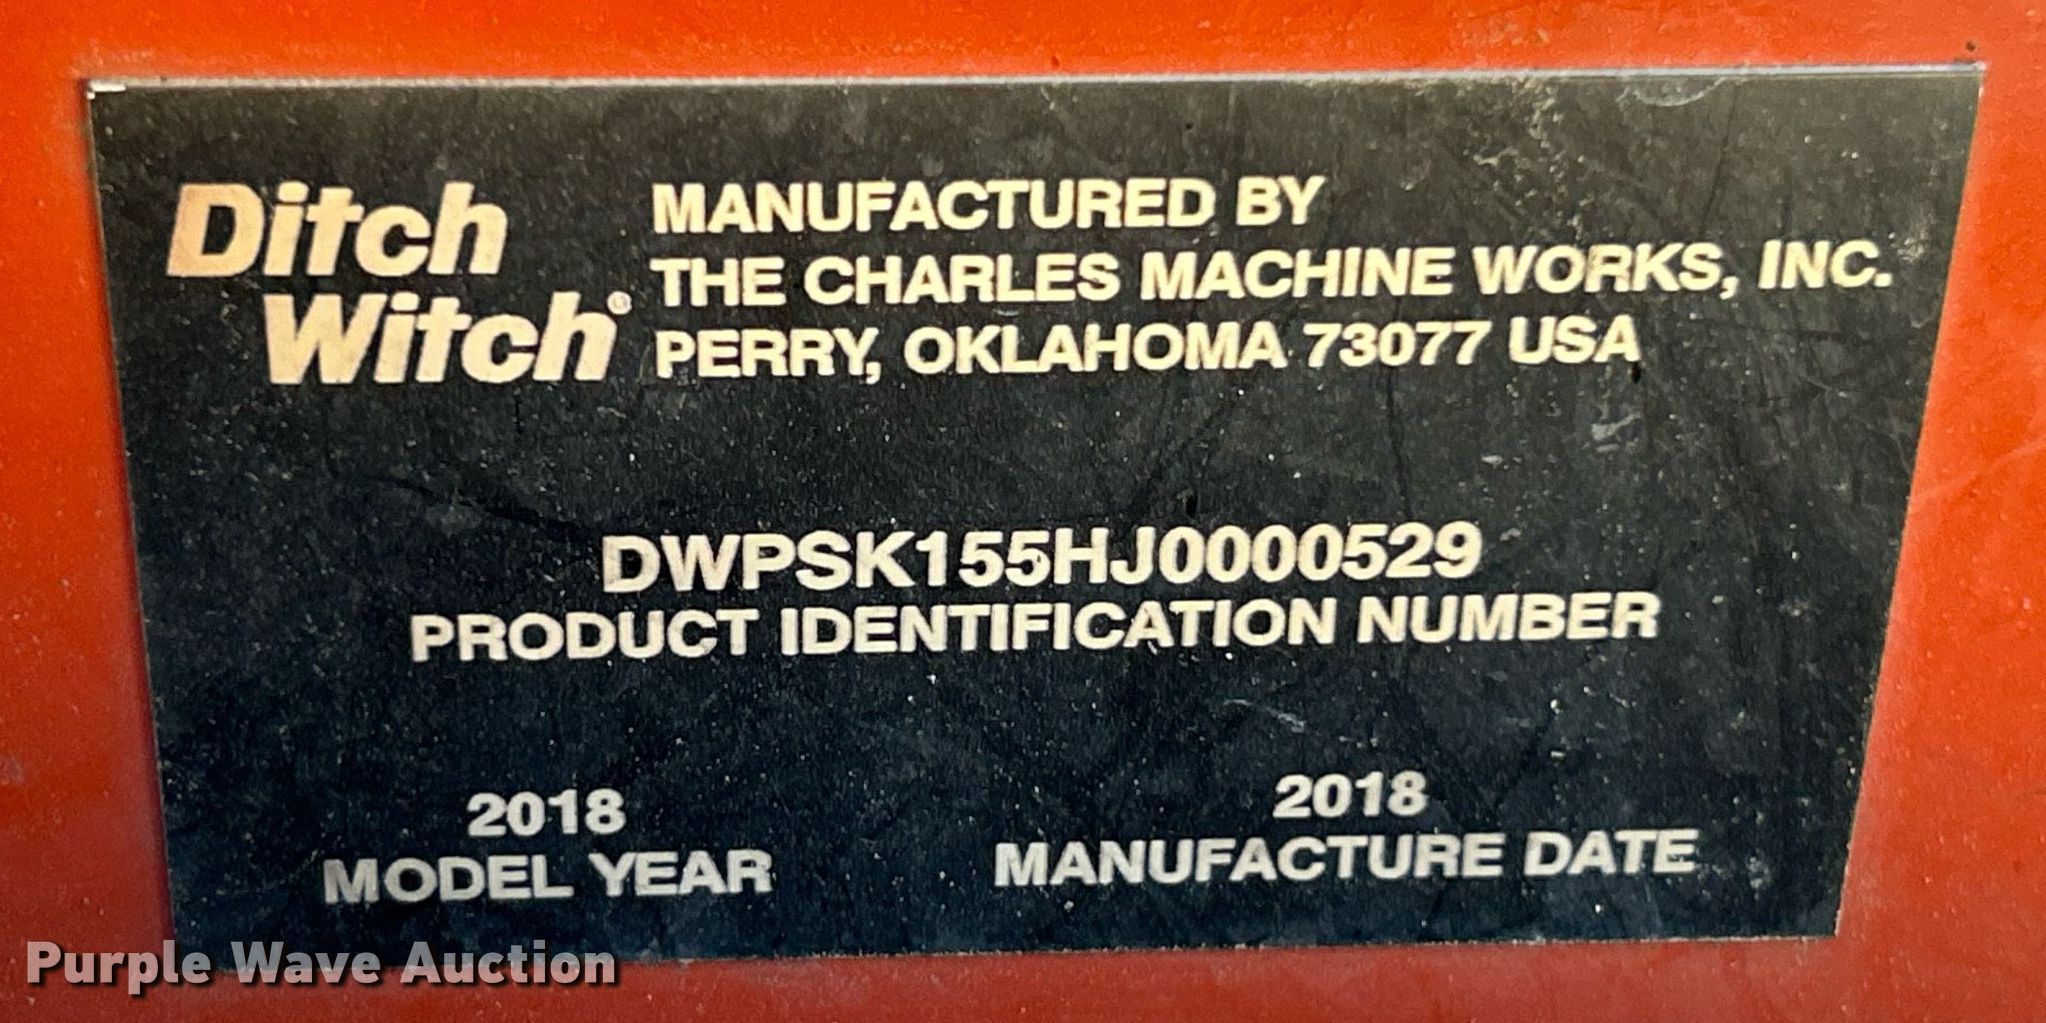 Ditch
Witch®
MANUFACTURED BY
THE CHARLES MACHINE WORKS, INC.
PERRY, OKLAHOMA 73077 USA
DWPSK155HJ0000529
PRODUCT IDENTIFICATION NUMBER
2018
MODEL YEAR
2018
MANUFACTURE DATE
Purple Wave Auction